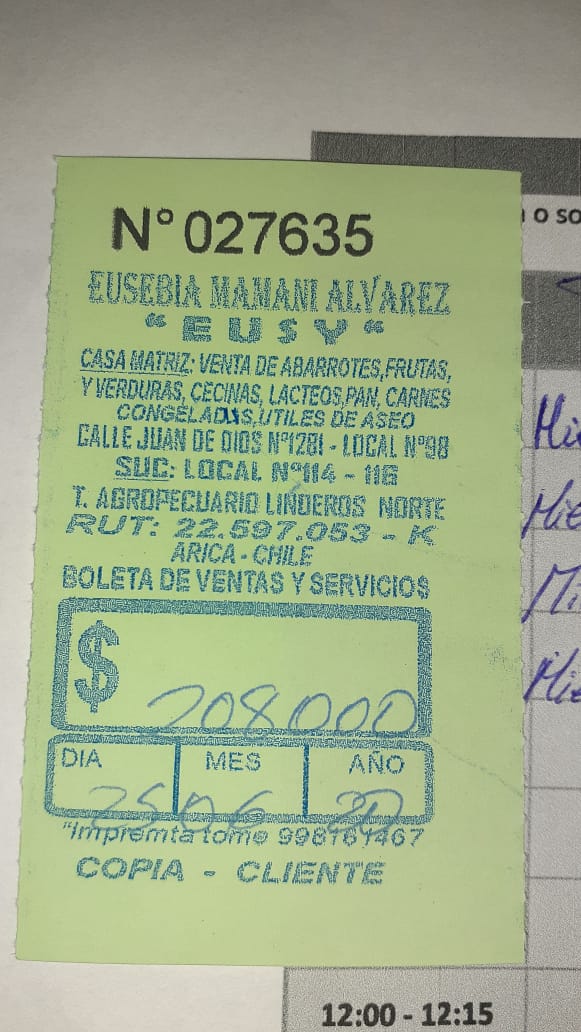 N° 027635
EUSEBIA MAMANI ALVAREZ
“ E U S Y “
CASA MATRIZ: VENTA DE ABARROTES,FRUTAS,
Y VERDURAS, CECINAS, LACTEOS,PAN, CARNES
CONGELADAS,UTILES DE ASEO
CALLE JUAN DE DIOS N°1281 - LOCAL N°98
SUC: LOCAL N°114 - 116
T. AGROPECUARIO LINDEROS NORTE
RUT: 22.597.053 - K
ARICA - CHILE
BOLETA DE VENTAS Y SERVICIOS
$ 208000
DIA MES AÑO
25 06 20
"Impremta tome 998161467
COPIA - CLIENTE
o so
12:00 - 12:15